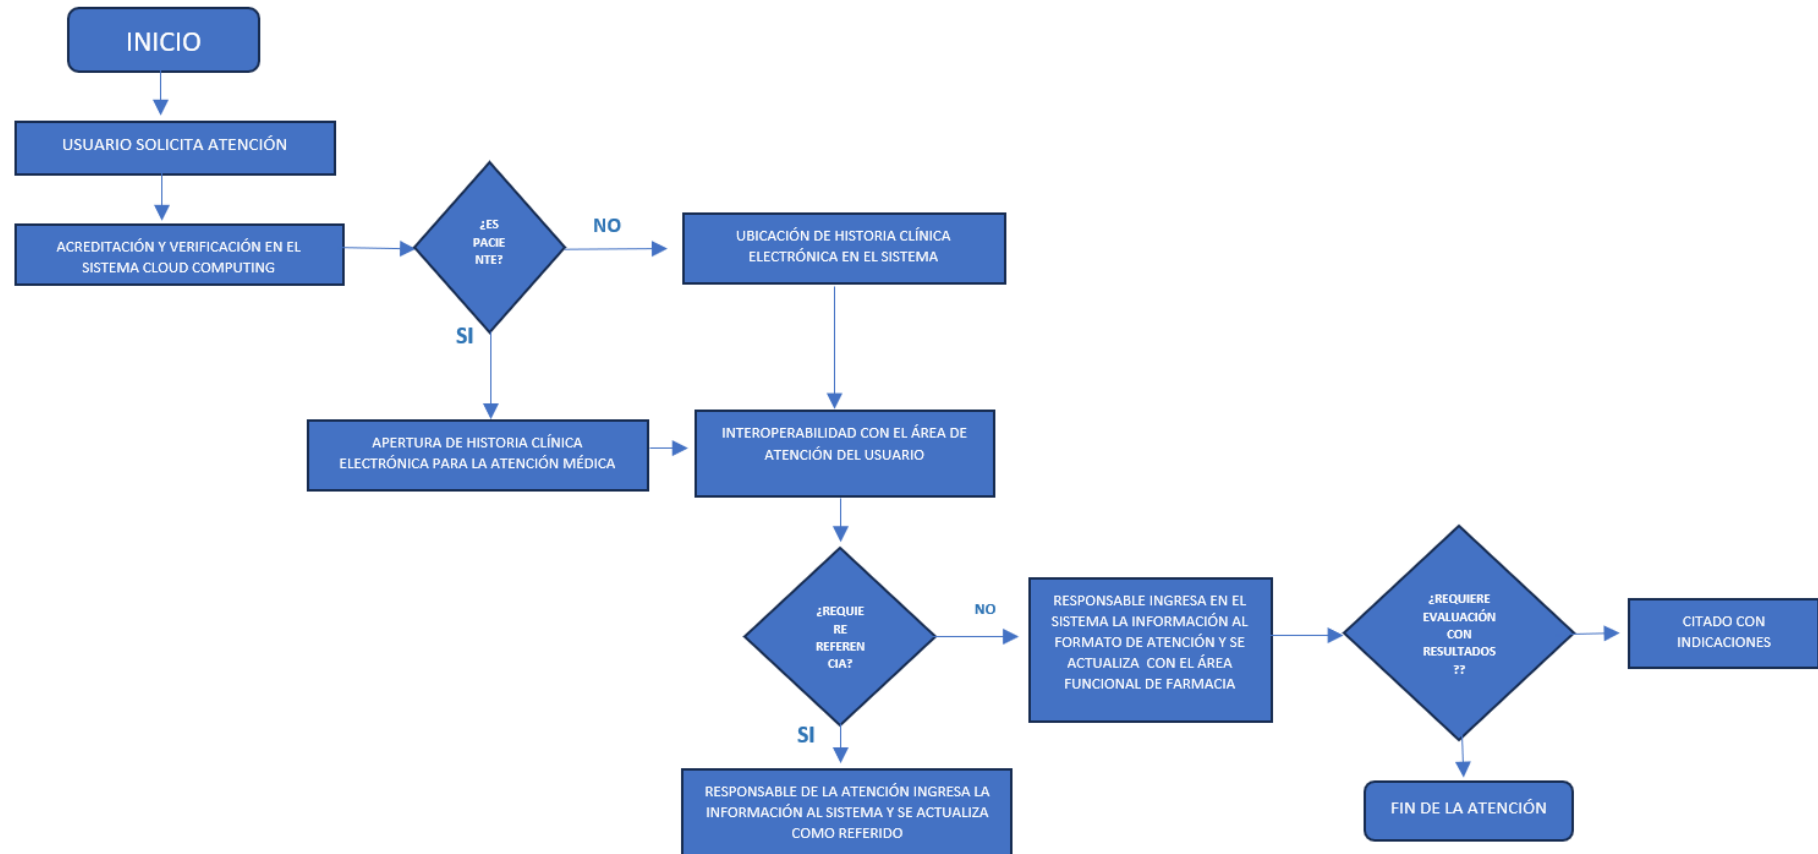 INICIO
USUARIO SOLICITA ATENCIÓN
ACREDITACIÓN Y VERIFICACIÓN EN EL
SISTEMA CLOUD COMPUTING
¿ES
PACIE
NTE?
NO
UBICACIÓN DE HISTORIA CLÍNICA
ELECTRÓNICA EN EL SISTEMA
SI
APERTURA DE HISTORIA CLÍNICA
ELECTRÓNICA PARA LA ATENCIÓN MÉDICA
INTEROPERABILIDAD CON EL ÁREA DE
ATENCIÓN DEL USUARIO
¿REQUIE
RE
REFEREN
CIA?
NO
RESPONSABLE INGRESA EN EL
SISTEMA LA INFORMACIÓN AL
FORMATO DE ATENCIÓN Y SE
ACTUALIZA CON EL ÁREA
FUNCIONAL DE FARMACIA
¿REQUIERE
EVALUACIÓN
CON
RESULTADOS
??
CITADO CON
INDICACIONES
SI
RESPONSABLE DE LA ATENCIÓN INGRESA LA
INFORMACIÓN AL SISTEMA Y SE ACTUALIZA
COMO REFERIDO
FIN DE LA ATENCIÓN